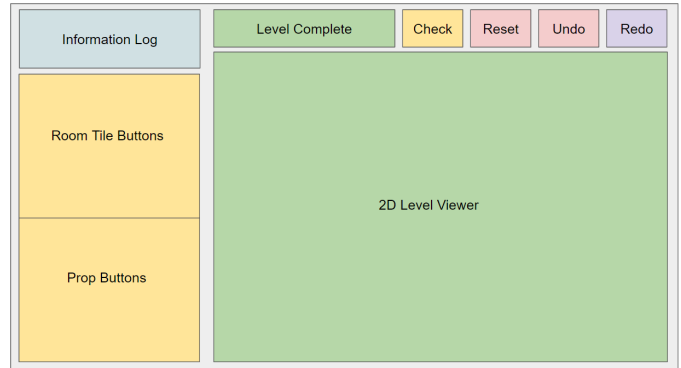 Information Log
Level Complete
Check
Reset
Undo
Redo
Room Tile Buttons
2D Level Viewer
Prop Buttons